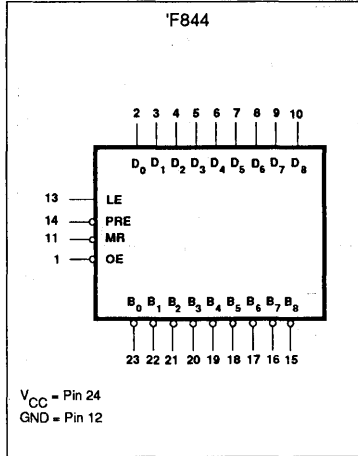 'F844
2 3 4 5 6 7 8 9 10
D0 D1 D2 D3 D4 D5 D6 D7 D8
13 LE
14 PRE
11 MR
1 OE
B0 B1 B2 B3 B4 B5 B6 B7 B8
23 22 21 20 19 18 17 16 15
VCC = Pin 24
GND = Pin 12